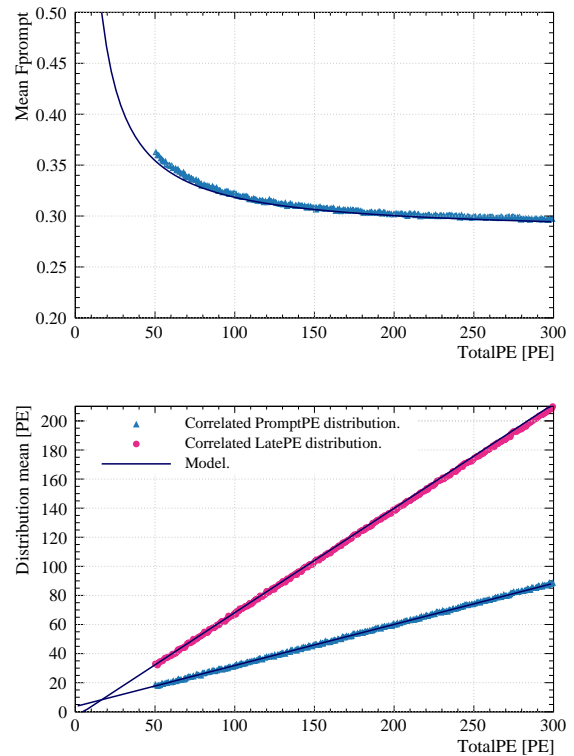 Mean Fprompt
0.50
0.45
0.40
0.35
0.30
0.25
0.20
0 50 100 150 200 250 300
TotalPE [PE]
Distribution mean [PE]
Correlated PromptPE distribution.
Correlated LatePE distribution.
Model.
200
180
160
140
120
100
80
60
40
20
0
0 50 100 150 200 250 300
TotalPE [PE]